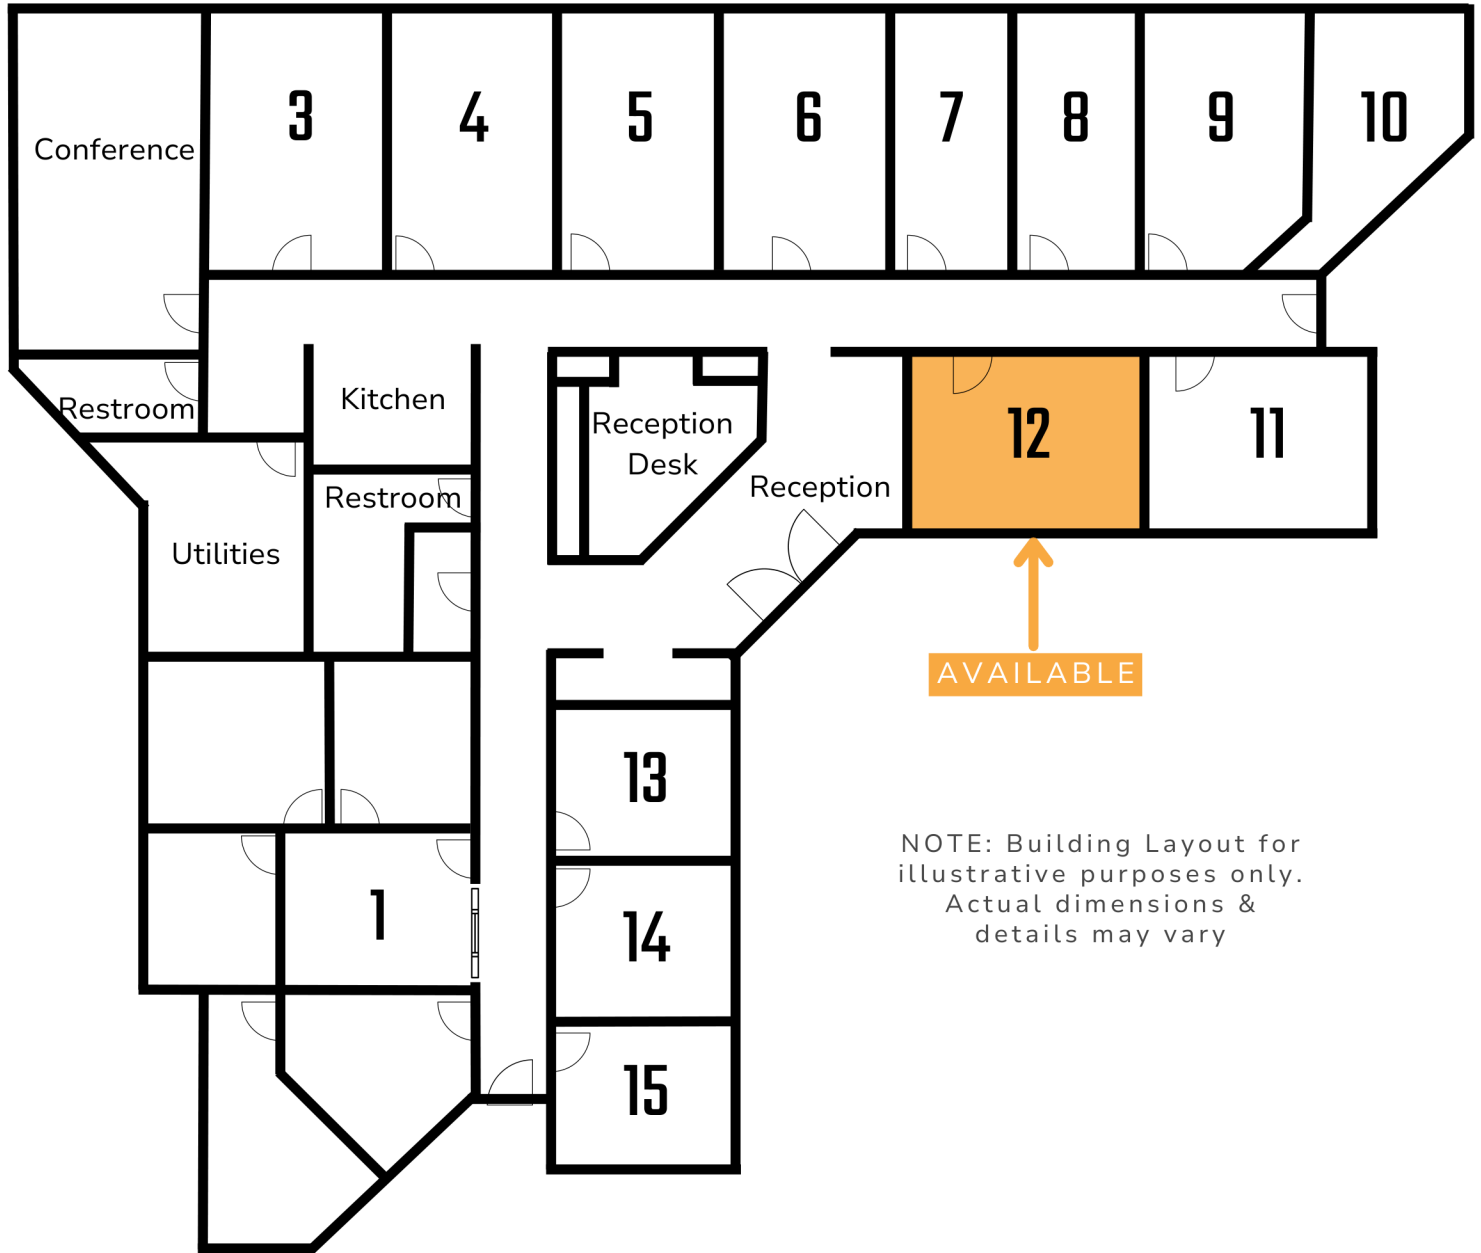 3
4
5
6
7
8
9
10
Conference
Restroom
Kitchen
Reception
Desk
Reception
12
11
Restroom
Utilities
AVAILABLE
13
1
14
15
NOTE: Building Layout for
illustrative purposes only.
Actual dimensions &
details may vary